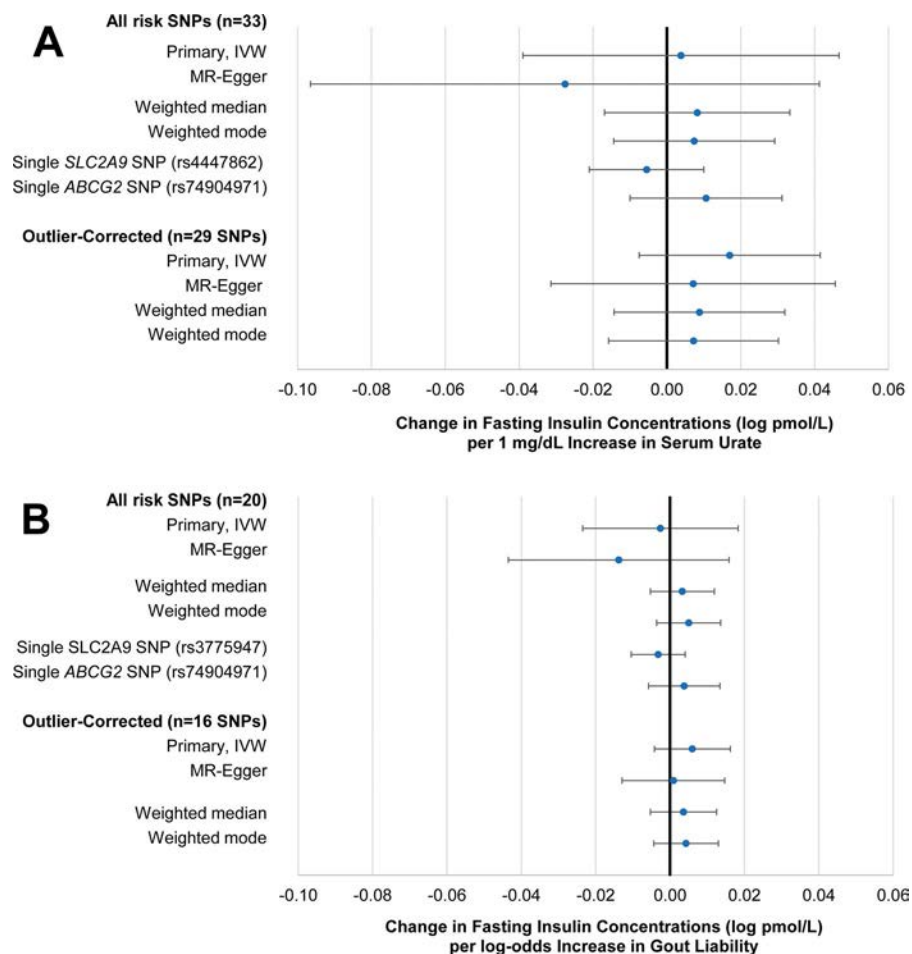 A
All risk SNPs (n=33)
Primary, IVW
MR-Egger
Weighted median
Weighted mode
Single SLC2A9 SNP (rs4447862)
Single ABCG2 SNP (rs74904971)
Outlier-Corrected (n=29 SNPs)
Primary, IVW
MR-Egger
Weighted median
Weighted mode
-0.10 -0.08 -0.06 -0.04 -0.02 0.00 0.02 0.04 0.06
Change in Fasting Insulin Concentrations (log pmol/L)
per 1 mg/dL Increase in Serum Urate
B
All risk SNPs (n=20)
Primary, IVW
MR-Egger
Weighted median
Weighted mode
Single SLC2A9 SNP (rs3775947)
Single ABCG2 SNP (rs74904971)
Outlier-Corrected (n=16 SNPs)
Primary, IVW
MR-Egger
Weighted median
Weighted mode
-0.10 -0.08 -0.06 -0.04 -0.02 0.00 0.02 0.04 0.06
Change in Fasting Insulin Concentrations (log pmol/L)
per log-odds Increase in Gout Liability